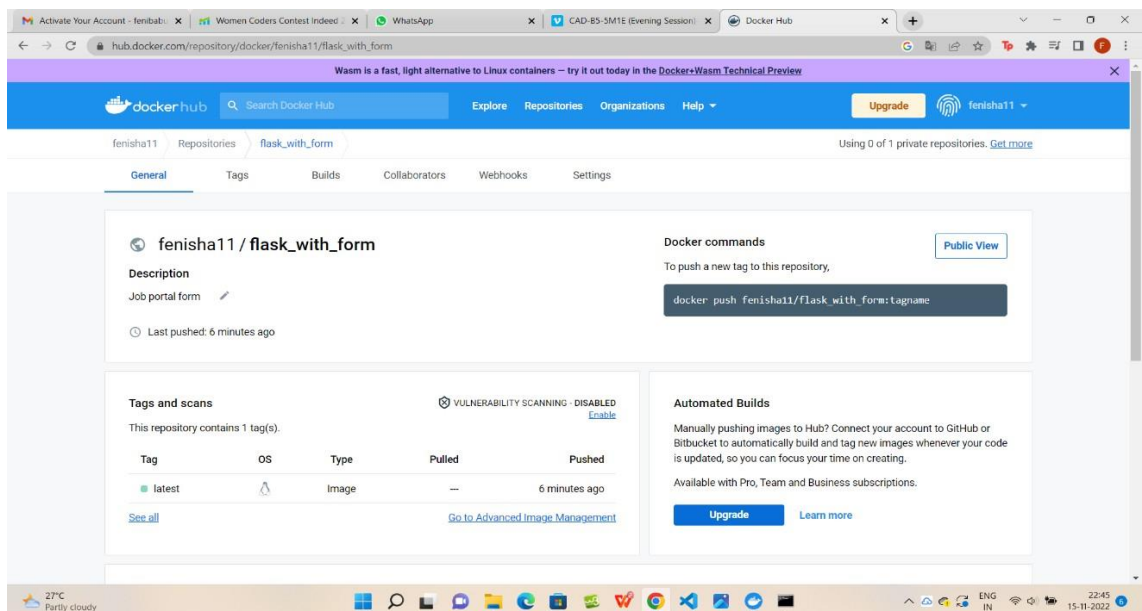 Activate Your Account - fenibabu
Women Coders Contest Indeed 2
WhatsApp
CAD-B5-5M1E (Evening Session)
Docker Hub
hub.docker.com/repository/docker/fenisha11/flask_with_form
Wasm is a fast, light alternative to Linux containers — try it out today in the Docker+Wasm Technical Preview
dockerhub
Search Docker Hub
Explore Repositories Organizations Help
Upgrade
fenisha11
fenisha11 Repositories flask_with_form
Using 0 of 1 private repositories. Get more
General Tags Builds Collaborators Webhooks Settings
fenisha11 / flask_with_form
Description
Job portal form
Last pushed: 6 minutes ago
Docker commands
Public View
To push a new tag to this repository,
docker push fenisha11/flask_with_form:tagname
Tags and scans
VULNERABILITY SCANNING - DISABLED
Enable
This repository contains 1 tag(s).
Tag OS Type Pulled Pushed
latest Image --- 6 minutes ago
See all
Go to Advanced Image Management
Automated Builds
Manually pushing images to Hub? Connect your account to GitHub or
Bitbucket to automatically build and tag new images whenever your code
is updated, so you can focus your time on creating.
Available with Pro, Team and Business subscriptions.
Upgrade Learn more
27°C
Partly cloudy
ENG
IN
22:45
15-11-2022